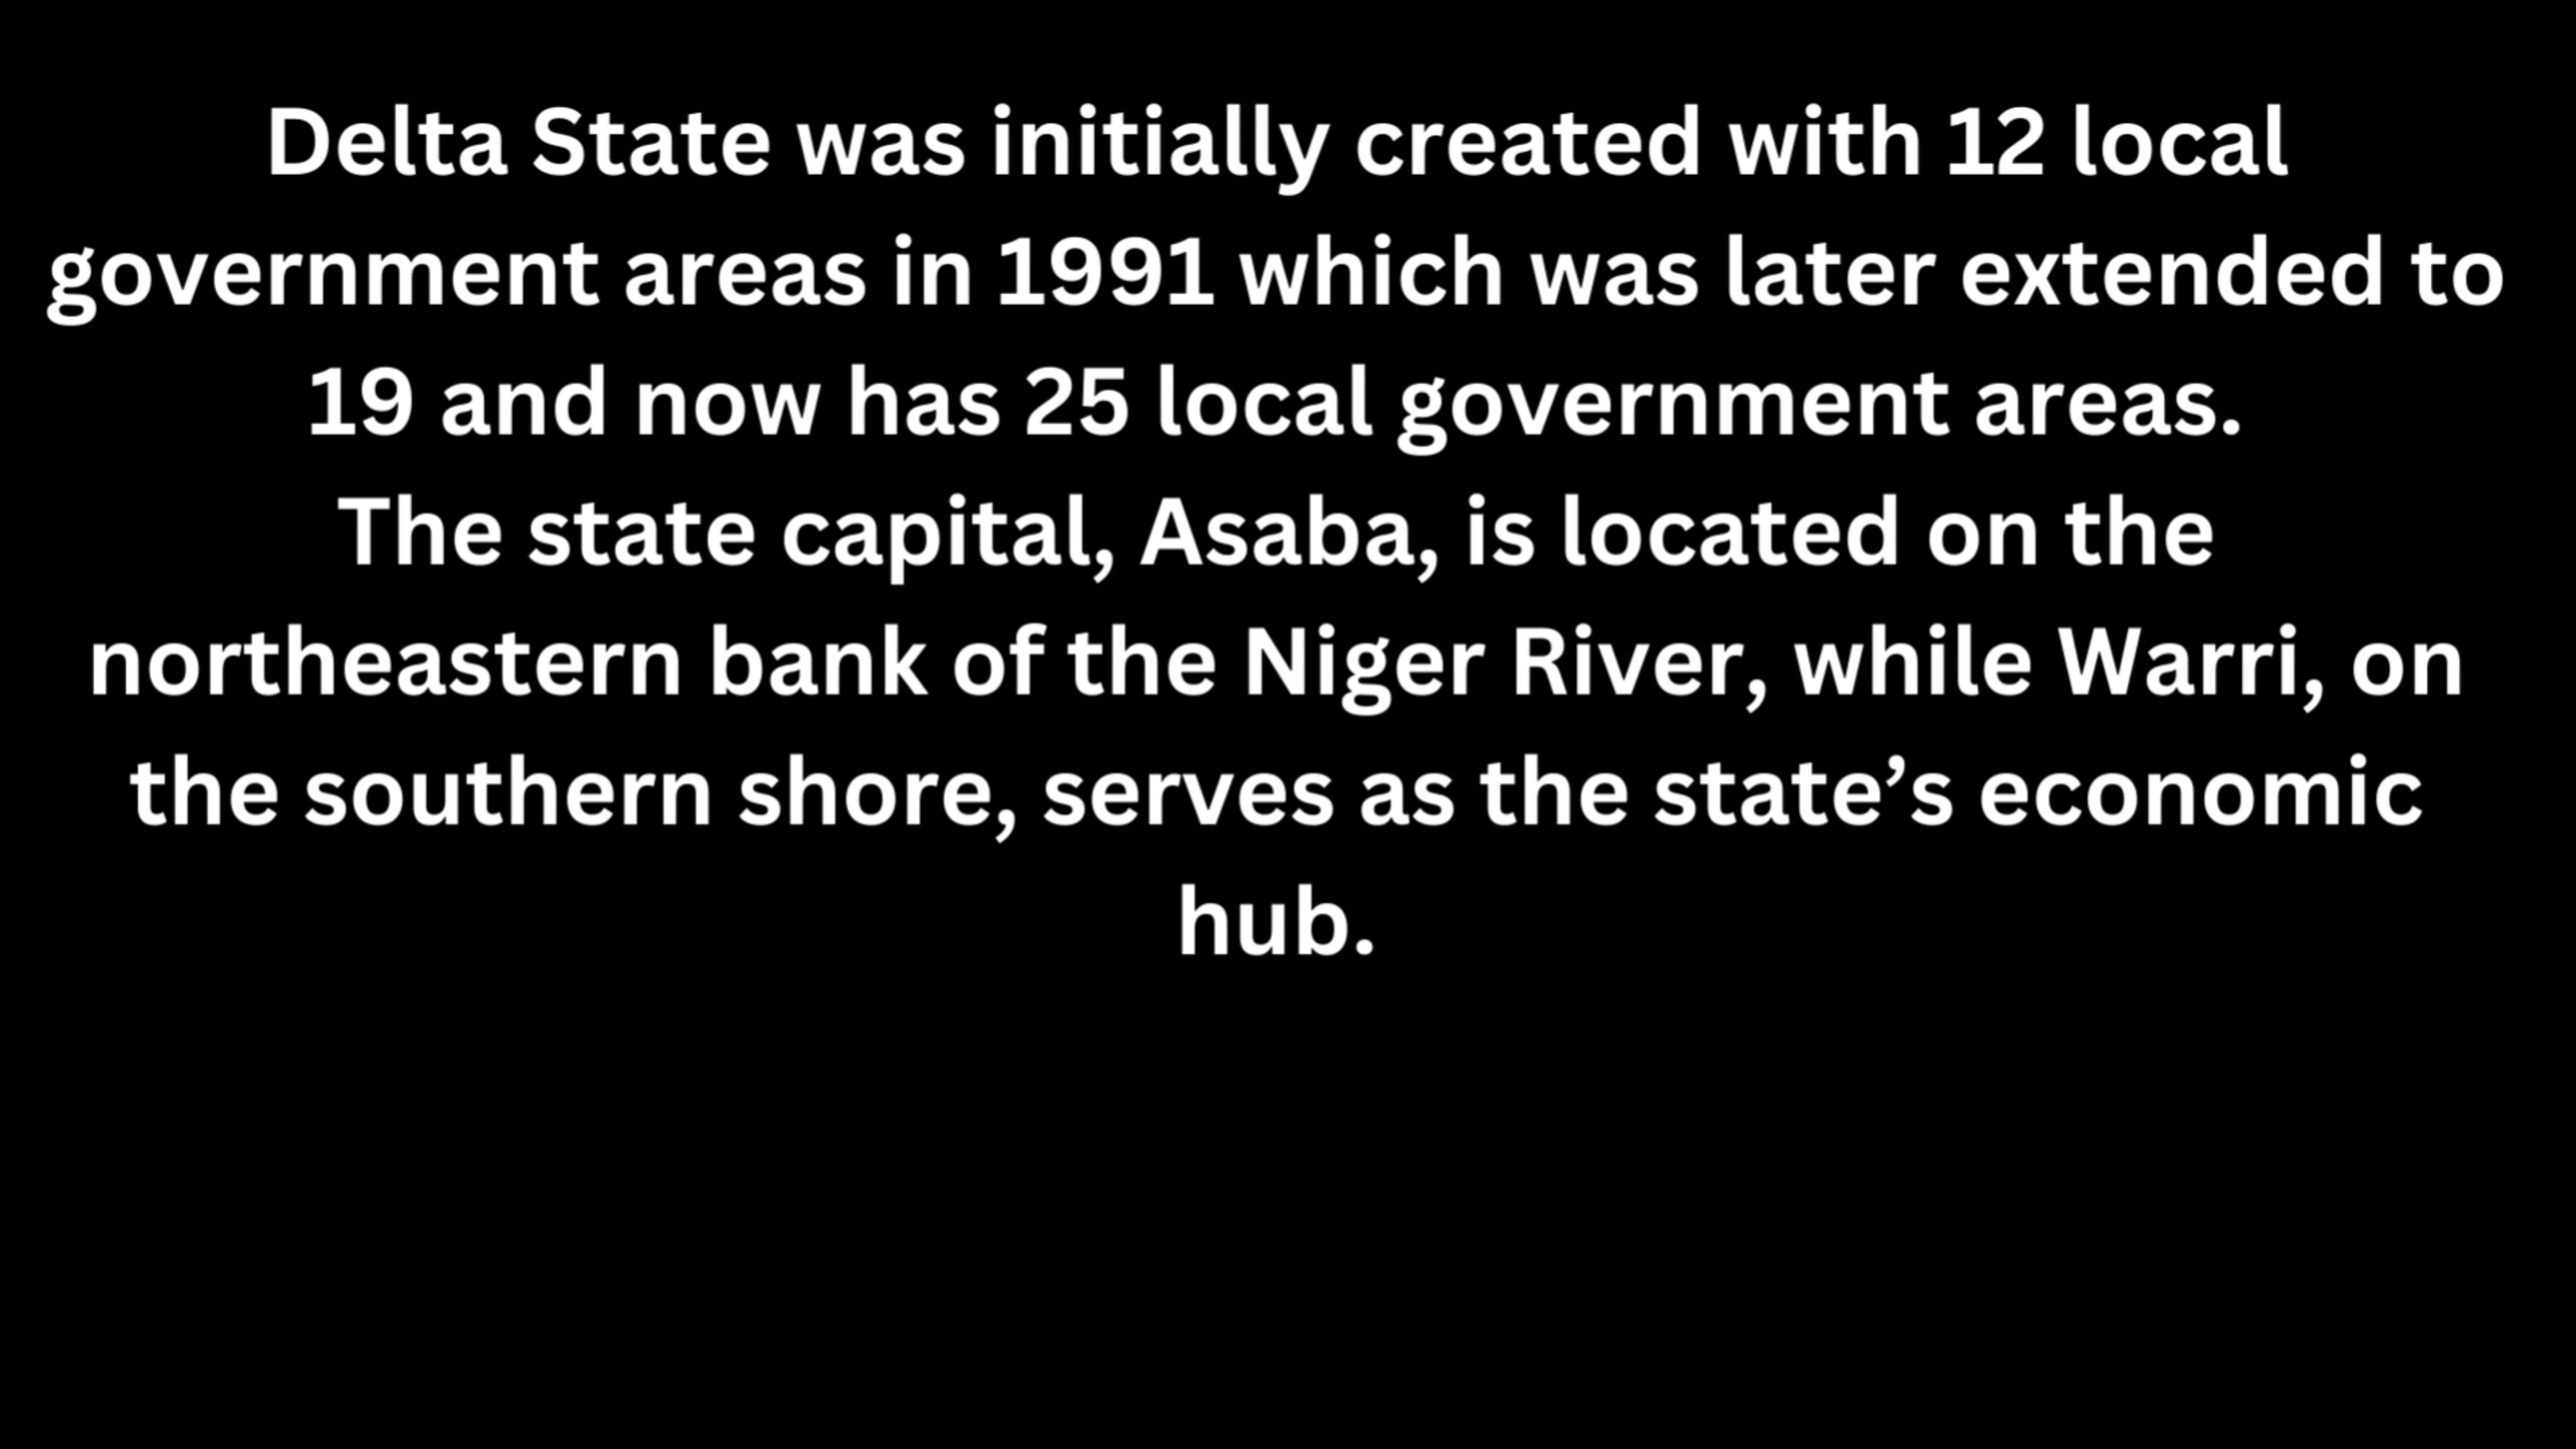 Delta State was initially created with 12 local
government areas in 1991 which was later extended to
19 and now has 25 local government areas.
The state capital, Asaba, is located on the
northeastern bank of the Niger River, while Warri, on
the southern shore, serves as the state’s economic
hub.